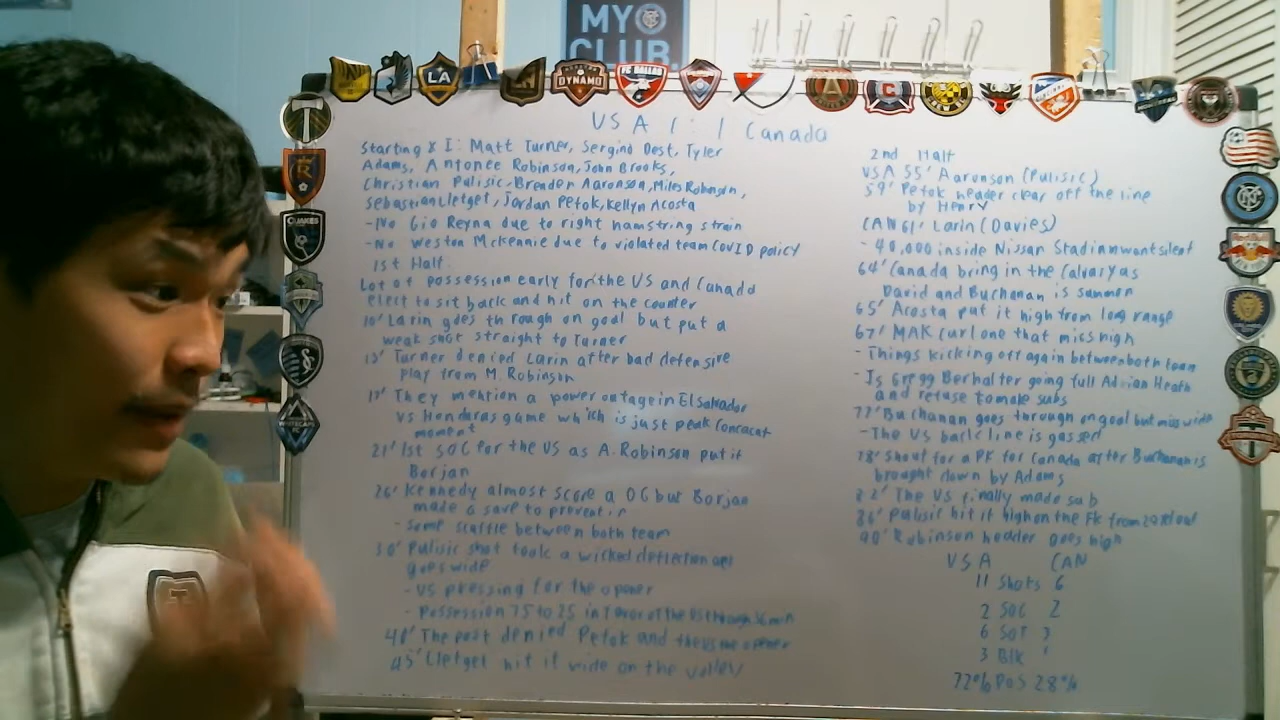 MY
CLUB.
LA
DYNAMO
FC DALLAS
QUAKES
USA 1:1 Canada
Starting XI: Matt Turner, Sergino Dest, Tyler
Adams, Antonee Robinson, John Brooks,
Christian Pulisic, Brenden Aaronson, Miles Robinson,
Sebastian Lletget, Jordan Pefok, Kellyn Acosta
-No Gio Reyna due to right hamstring strain
-No Weston Mckennie due to violated team COVID policy
1st Half:
Lot of possession early for the US and Canada
elect to sit back and hit on the counter
10' Larin goes through on goal but put a
weak shot straight to Turner
13' Turner denied Larin after bad defensive
play from M. Robinson
17' They mention a power outage in El Salvador
vs Honduras game which is just peak Concacaf
moment
21' 1st SOG for the US as A. Robinson put it
Borjan
26' Kennedy almost score a OG but Borjan
made a save to prevent it
- Some scuffle between both team
30' Pulisic shot took a wicked deflection and
goes wide
- US pressing for the opener
- Possession 75 to 25 in favor of the US through 36 min
40' The post denied Pefok and the US the opener
45' Lletget hit it wide on the volley
2nd Half
USA 55' Aaronson (Pulisic)
59' Pefok header clear off the line
by Henry
CAN 61' Larin (Davies)
- 40,000 inside Nissan Stadium want silent
64' Canada bring in the Calvary as
David and Buchanan is summon
65' Acosta put it high from long range
67' MAK curl one that miss high
- Things kicking off again between both team
- Is Gregg Berhalter going full Adrian Heath
and refuse to make subs
77' Buchanan goes through on goal but miss wide
- The US backline is gassed
78' Shout for a PK for Canada after Buchanan is
brought down by Adams
82' The US finally made sub
86' Pulisic hit it high on the FK from 20 yd out
90' Robinson header goes high
USA CAN
11 Shots 6
2 SOG 2
6 SOT 3
3 Blk 1
72% POS 28%